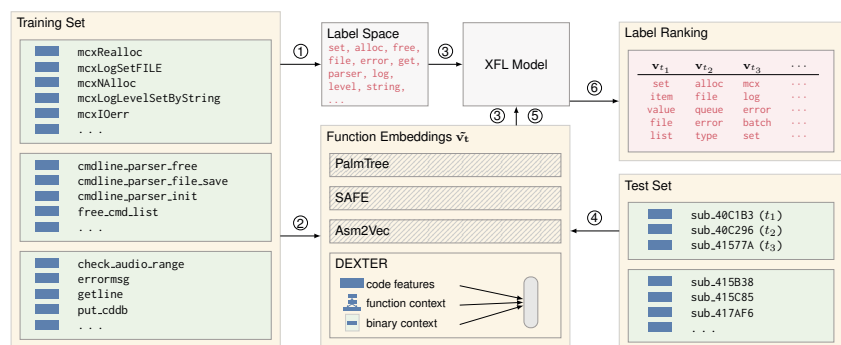 Training Set
mcxRealloc
mcxLogSetFILE
mcxNAlloc
mcxLogLevelSetByString
mcxIOerr
...
cmdline_parser_free
cmdline_parser_file_save
cmdline_parser_init
free_cmd_list
...
check_audio_range
errormsg
getline
put_cddb
...
①
②
Label Space
set, alloc, free,
file, error, get,
parser, log,
level, string,
...
③
XFL Model
③ ⑤
⑥
Function Embeddings v̄t
PalmTree
SAFE
Asm2Vec
DEXTER
code features
function context
binary context
④
Label Ranking
vt1 vt2 vt3 ···
set alloc mcx ···
item file log ···
value queue error ···
file error batch ···
list type set ···
Test Set
sub_40C1B3 (t1)
sub_40C296 (t2)
sub_41577A (t3)
sub_415B38
sub_415C85
sub_417AF6
...